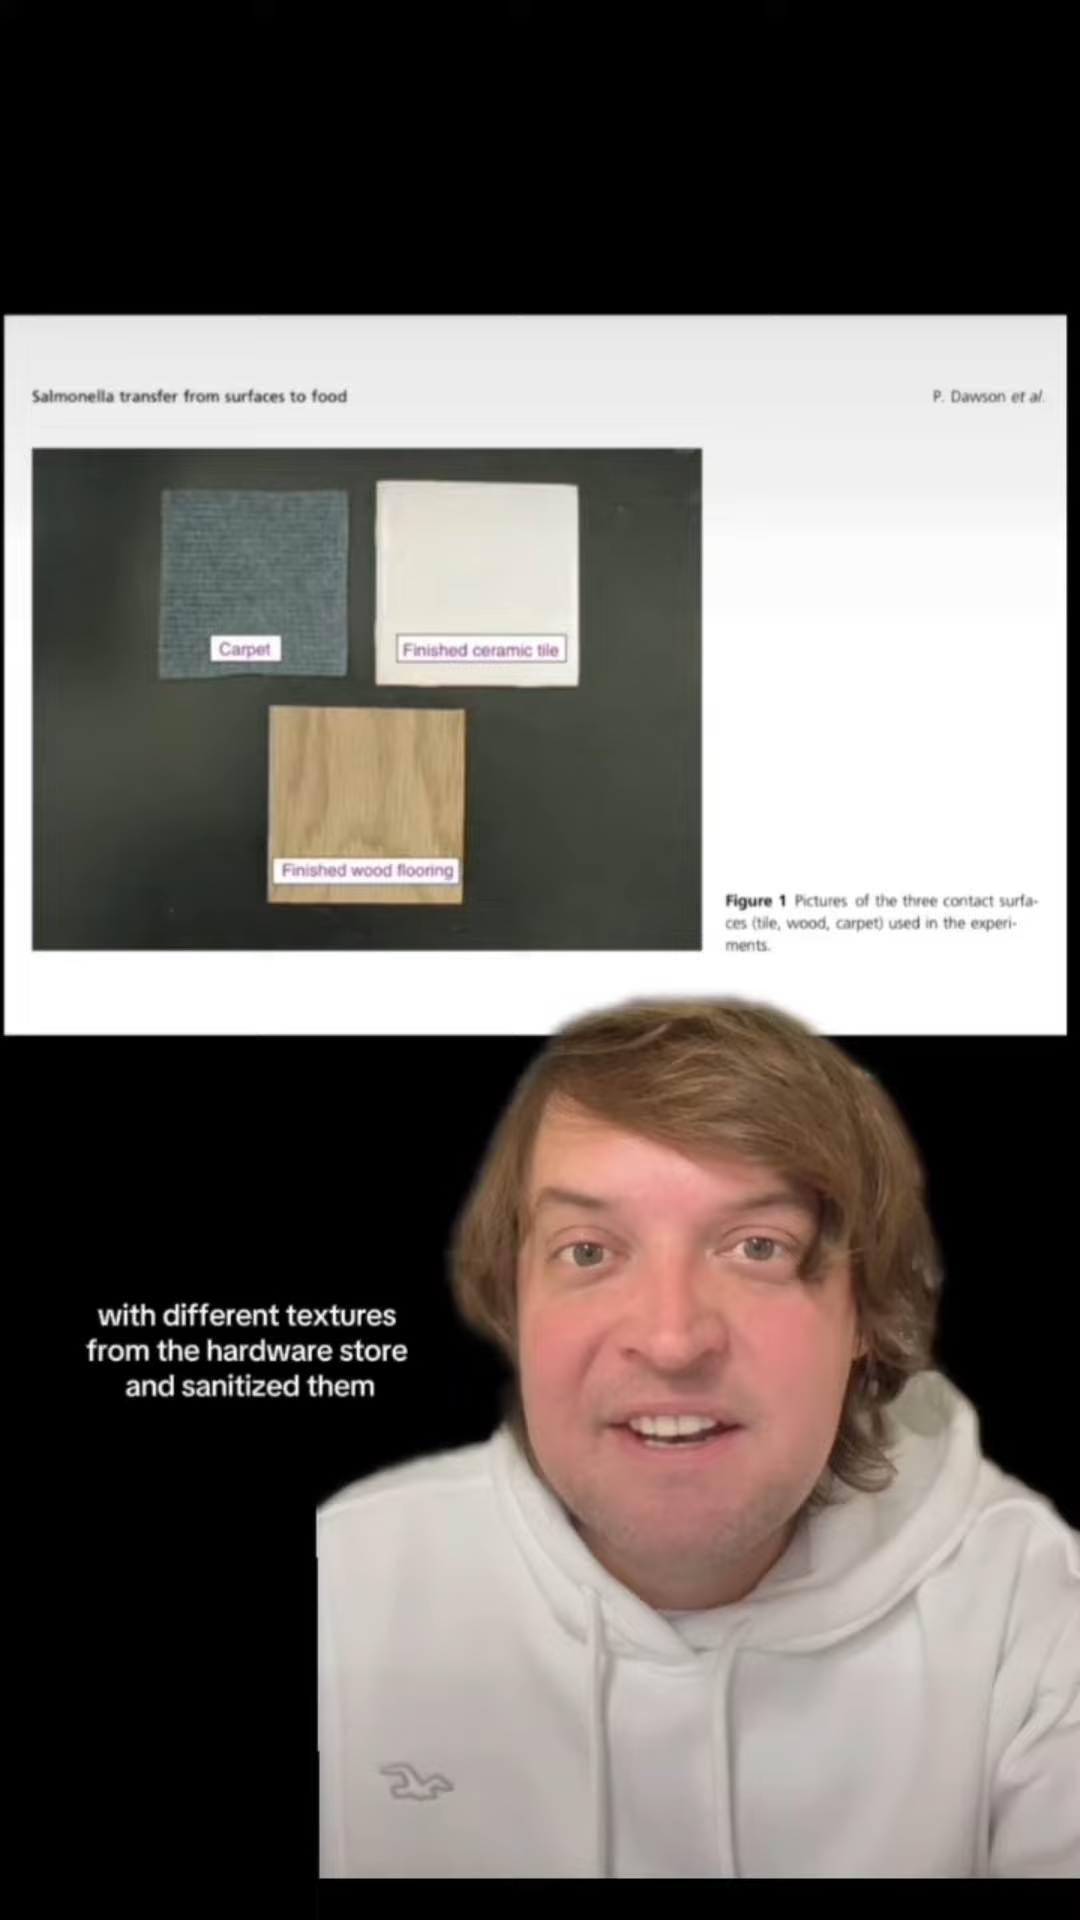 Salmonella transfer from surfaces to food
P. Dawson et al.
Carpet
Finished ceramic tile
Finished wood flooring
Figure 1 Pictures of the three contact surfa-
ces (tile, wood, carpet) used in the experi-
ments.
with different textures
from the hardware store
and sanitized them